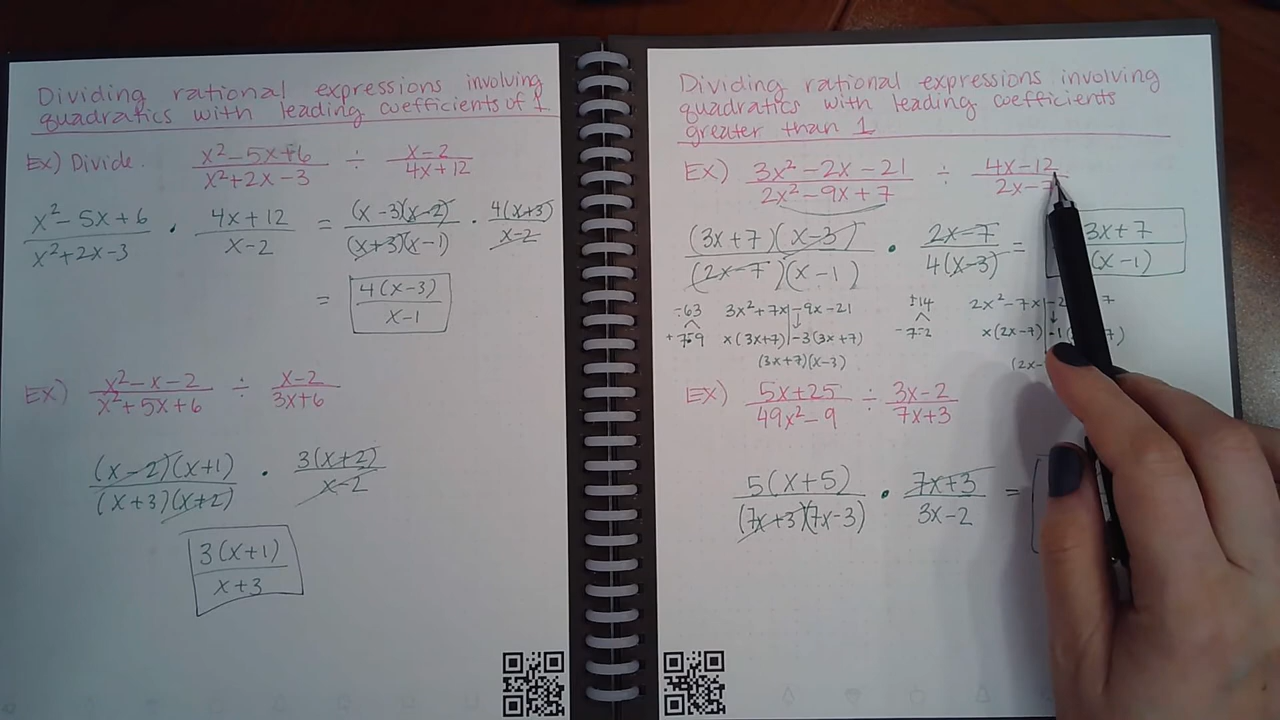 Dividing rational expressions involving
quadratics with leading coefficients of 1
Ex) Divide. x²-5x+6/x²+2x-3 ÷ x-2/4x+12
x²-5x+6/x²+2x-3 · 4x+12/x-2 = (x-3)(x-2)/(x+3)(x-1) · 4(x+3)/x-2
= 4(x-3)/x-1
Ex) x²-x-2/x²+5x+6 ÷ x-2/3x+6
(x-2)(x+1)/(x+3)(x+2) · 3(x+2)/x-2
3(x+1)/x+3
Dividing rational expressions involving
quadratics with leading coefficients
greater than 1
Ex) 3x²-2x-21/2x²-9x+7 ÷ 4x-12/2x-7
(3x+7)(x-3)/(2x-7)(x-1) · 2x-7/4(x-3) = 3x+7/(x-1)
-63 3x²+7x|-9x-21 +14 2x²-7x|-2 7
+7 -9 x(3x+7)|-3(3x+7) -7 -2 x(2x-7)|-1( 7)
(3x+7)(x-3) (2x-
Ex) 5x+25/49x²-9 ÷ 3x-2/7x+3
5(x+5)/(7x+3)(7x-3) · 7x+3/3x-2 =